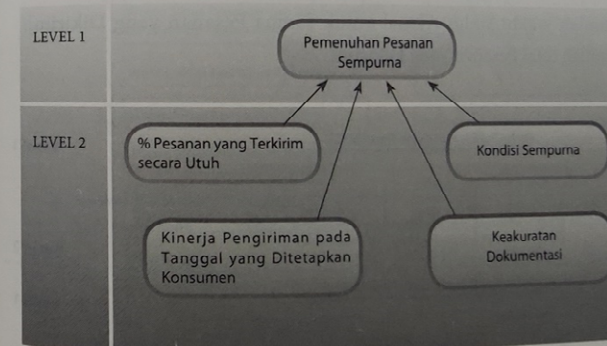 LEVEL 1
Pemenuhan Pesanan
Sempurna
LEVEL 2
% Pesanan yang Terkirim
secara Utuh
Kondisi Sempurna
Kinerja Pengiriman pada
Tanggal yang Ditetapkan
Konsumen
Keakuratan
Dokumentasi